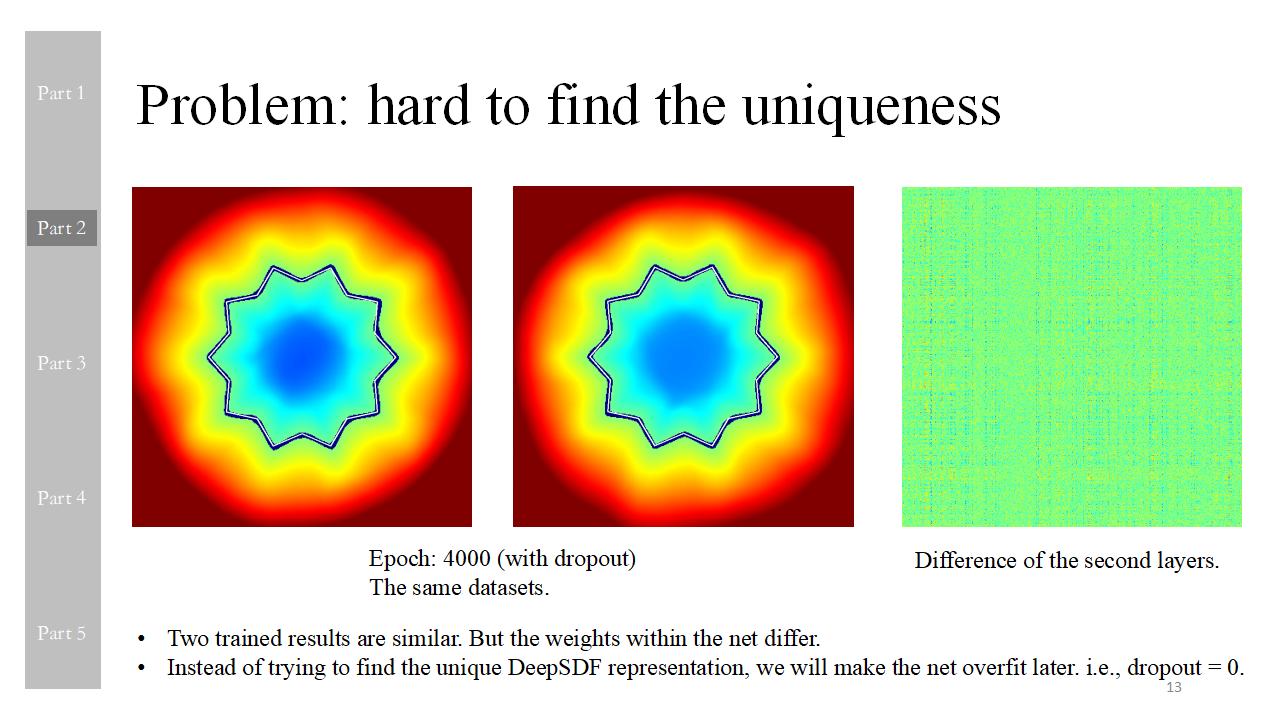 Part 1
Problem: hard to find the uniqueness
Part 2
Part 3
Part 4
Epoch: 4000 (with dropout)
The same datasets.
Difference of the second layers.
Part 5
• Two trained results are similar. But the weights within the net differ.
• Instead of trying to find the unique DeepSDF representation, we will make the net overfit later. i.e., dropout = 0.
13